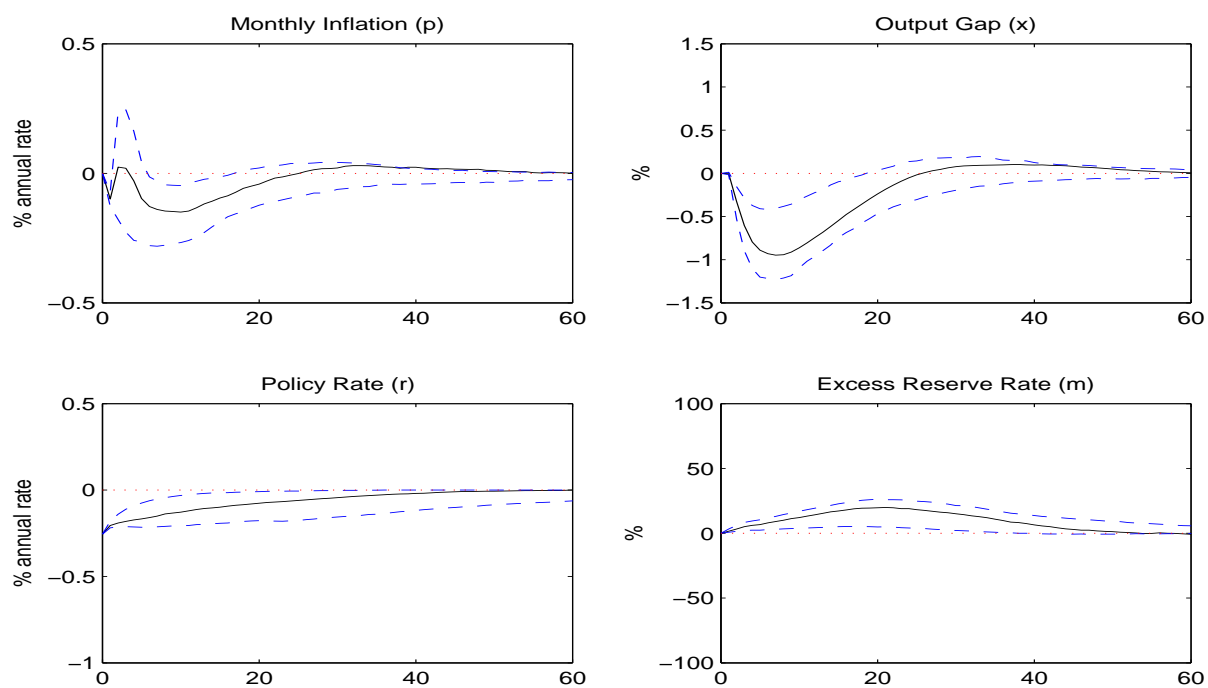 Monthly Inflation (p)
% annual rate
0.5
0
−0.5
0 20 40 60
Output Gap (x)
%
1.5
1
0.5
0
−0.5
−1
−1.5
0 20 40 60
Policy Rate (r)
% annual rate
0.5
0
−0.5
−1
0 20 40 60
Excess Reserve Rate (m)
%
100
50
0
−50
−100
0 20 40 60